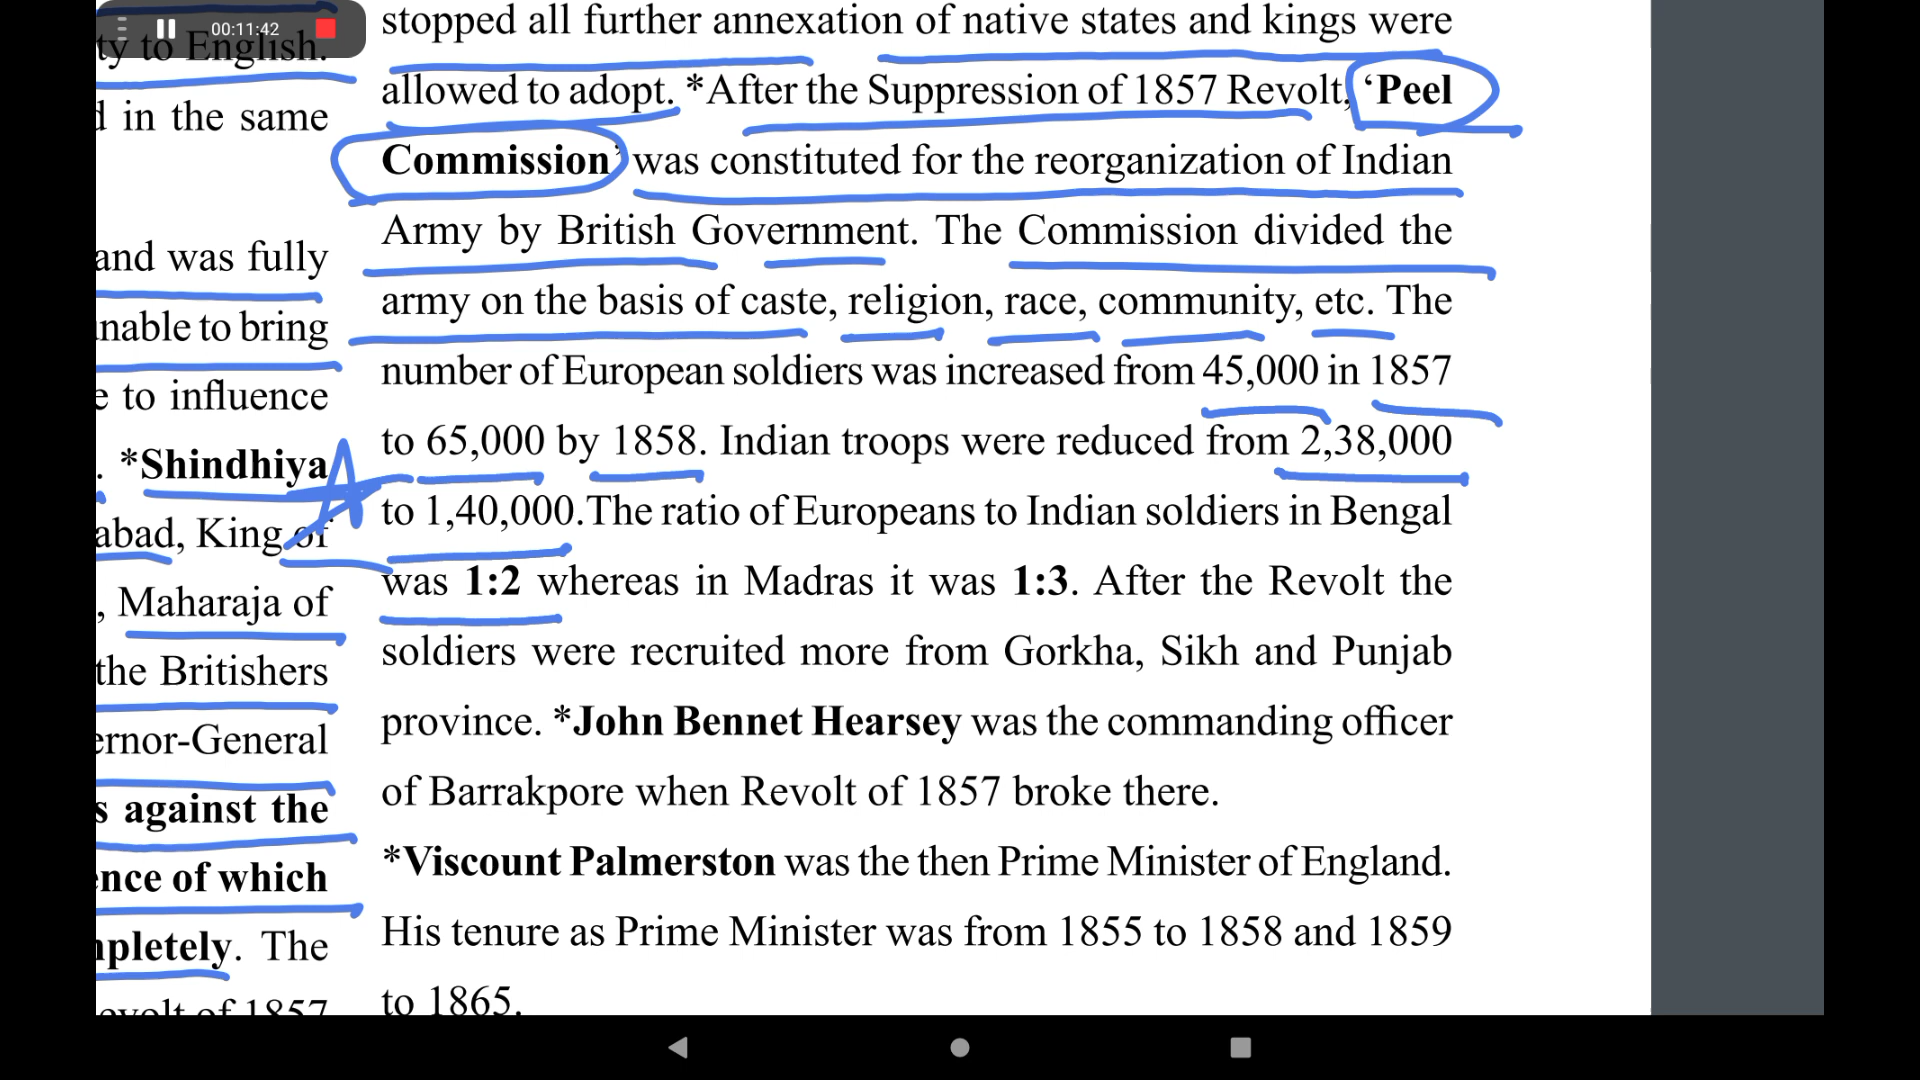 00:11:42
ty to English.
d in the same
and was fully
unable to bring
e to influence
. *Shindhiya
abad, King of
, Maharaja of
the Britishers
ernor-General
s against the
ence of which
mpletely. The
evolt of 1857
stopped all further annexation of native states and kings were
allowed to adopt. *After the Suppression of 1857 Revolt, ‘Peel
Commission’ was constituted for the reorganization of Indian
Army by British Government. The Commission divided the
army on the basis of caste, religion, race, community, etc. The
number of European soldiers was increased from 45,000 in 1857
to 65,000 by 1858. Indian troops were reduced from 2,38,000
to 1,40,000.The ratio of Europeans to Indian soldiers in Bengal
was 1:2 whereas in Madras it was 1:3. After the Revolt the
soldiers were recruited more from Gorkha, Sikh and Punjab
province. *John Bennet Hearsey was the commanding officer
of Barrakpore when Revolt of 1857 broke there.
*Viscount Palmerston was the then Prime Minister of England.
His tenure as Prime Minister was from 1855 to 1858 and 1859
to 1865.